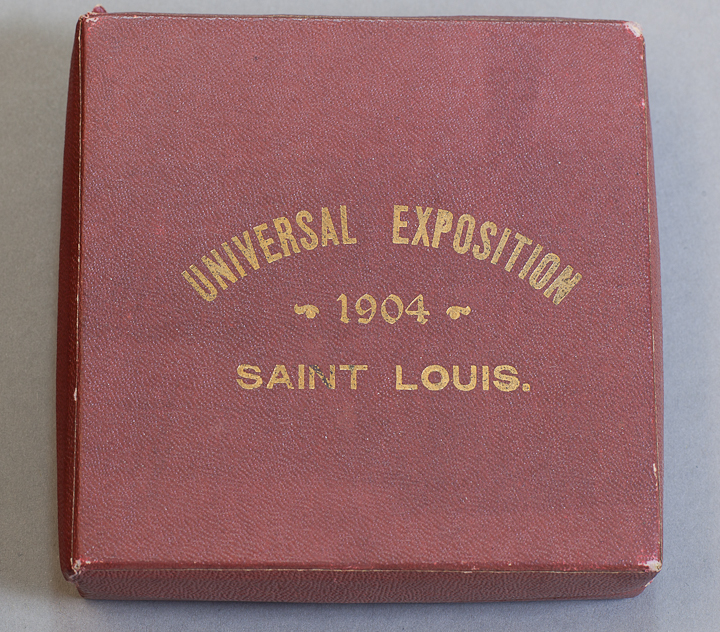 UNIVERSAL EXPOSITION
1904
SAINT LOUIS.